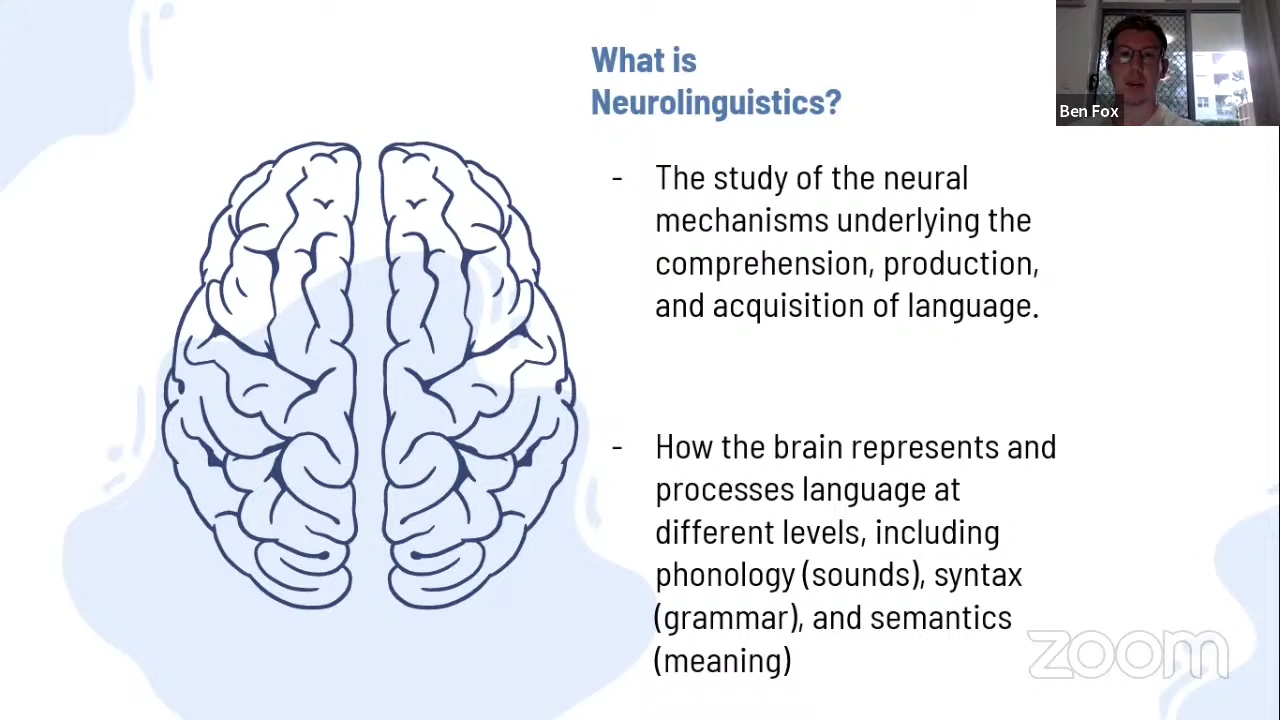 What is
Neurolinguistics?
Ben Fox
- The study of the neural
mechanisms underlying the
comprehension, production,
and acquisition of language.
- How the brain represents and
processes language at
different levels, including
phonology (sounds), syntax
(grammar), and semantics
(meaning)
zoom